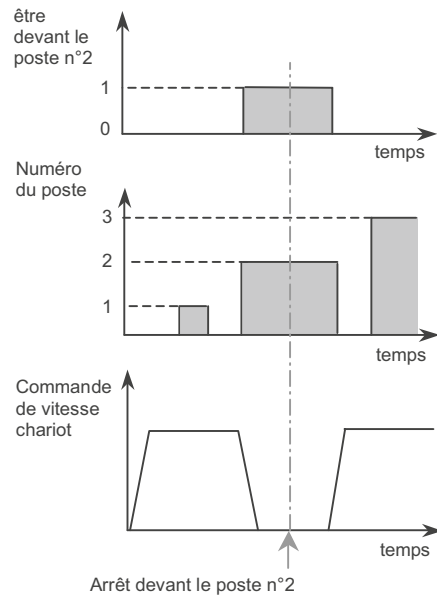 être
devant le
poste n°2
1
0
temps
Numéro
du poste
3
2
1
temps
Commande
de vitesse
chariot
temps
Arrêt devant le poste n°2